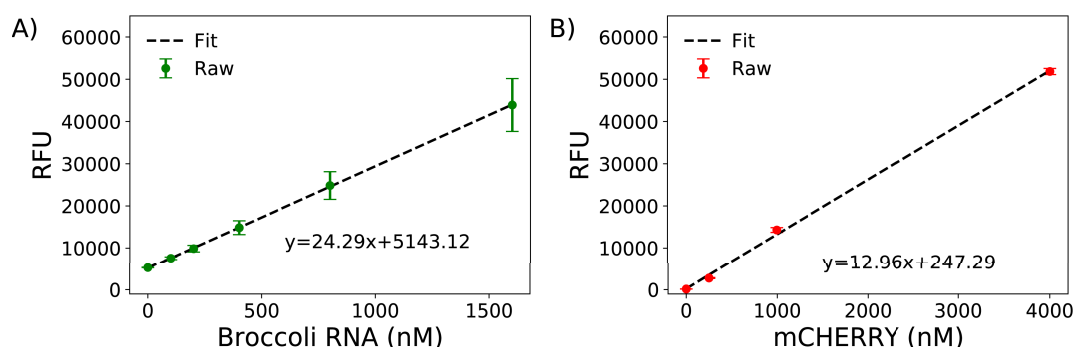 A)
60000
50000
40000
30000
20000
10000
0
RFU
Fit
Raw
y=24.29x+5143.12
0 500 1000 1500
Broccoli RNA (nM)
B)
60000
50000
40000
30000
20000
10000
0
RFU
Fit
Raw
y=12.96x+247.29
0 1000 2000 3000 4000
mCHERRY (nM)